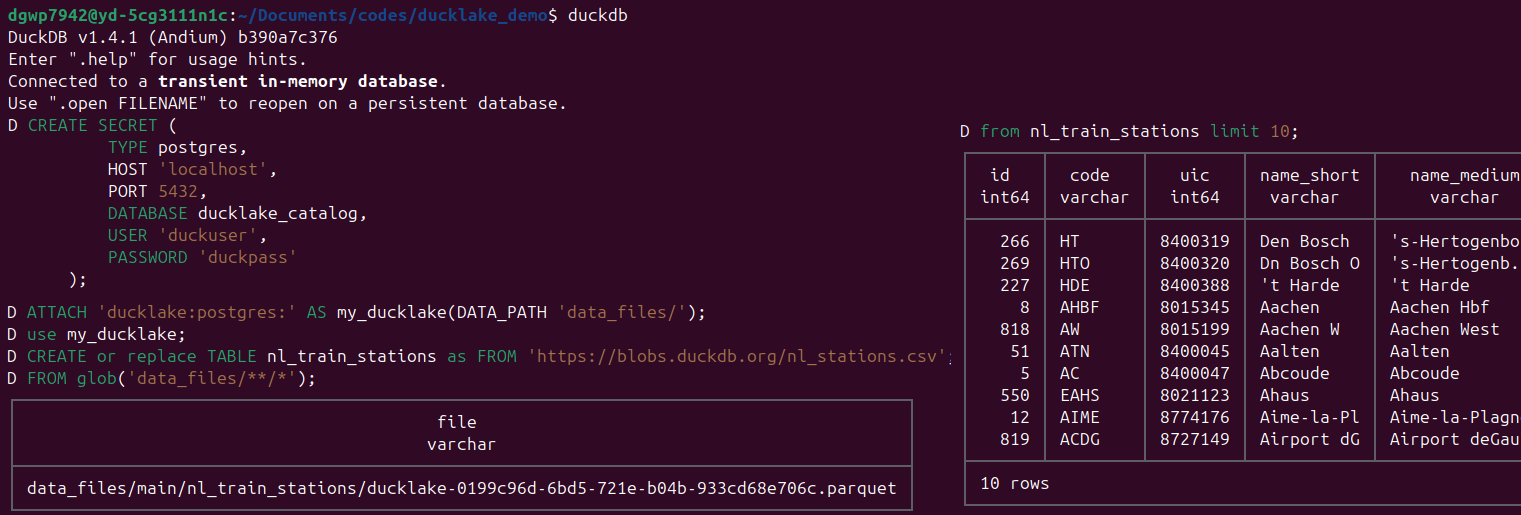 dgwp7942@yd-5cg3111n1c:~/Documents/codes/ducklake_demo$ duckdb
DuckDB v1.4.1 (Andium) b390a7c376
Enter ".help" for usage hints.
Connected to a transient in-memory database.
Use ".open FILENAME" to reopen on a persistent database.
D CREATE SECRET (
TYPE postgres,
HOST 'localhost',
PORT 5432,
DATABASE ducklake_catalog,
USER 'duckuser',
PASSWORD 'duckpass'
);
D ATTACH 'ducklake:postgres:' AS my_ducklake(DATA_PATH 'data_files/');
D use my_ducklake;
D CREATE or replace TABLE nl_train_stations as FROM 'https://blobs.duckdb.org/nl_stations.csv';
D FROM glob('data_files/**/*');
file
varchar
data_files/main/nl_train_stations/ducklake-0199c96d-6bd5-721e-b04b-933cd68e706c.parquet
D from nl_train_stations limit 10;
id code uic name_short name_medium
int64 varchar int64 varchar varchar
266 HT 8400319 Den Bosch 's-Hertogenbo
269 HTO 8400320 Dn Bosch O 's-Hertogenb.
227 HDE 8400388 't Harde 't Harde
8 AHBF 8015345 Aachen Aachen Hbf
818 AW 8015199 Aachen W Aachen West
51 ATN 8400045 Aalten Aalten
5 AC 8400047 Abcoude Abcoude
550 EAHS 8021123 Ahaus Ahaus
12 AIME 8774176 Aime-la-Pl Aime-la-Plagn
819 ACDG 8727149 Airport dG Airport deGau
10 rows